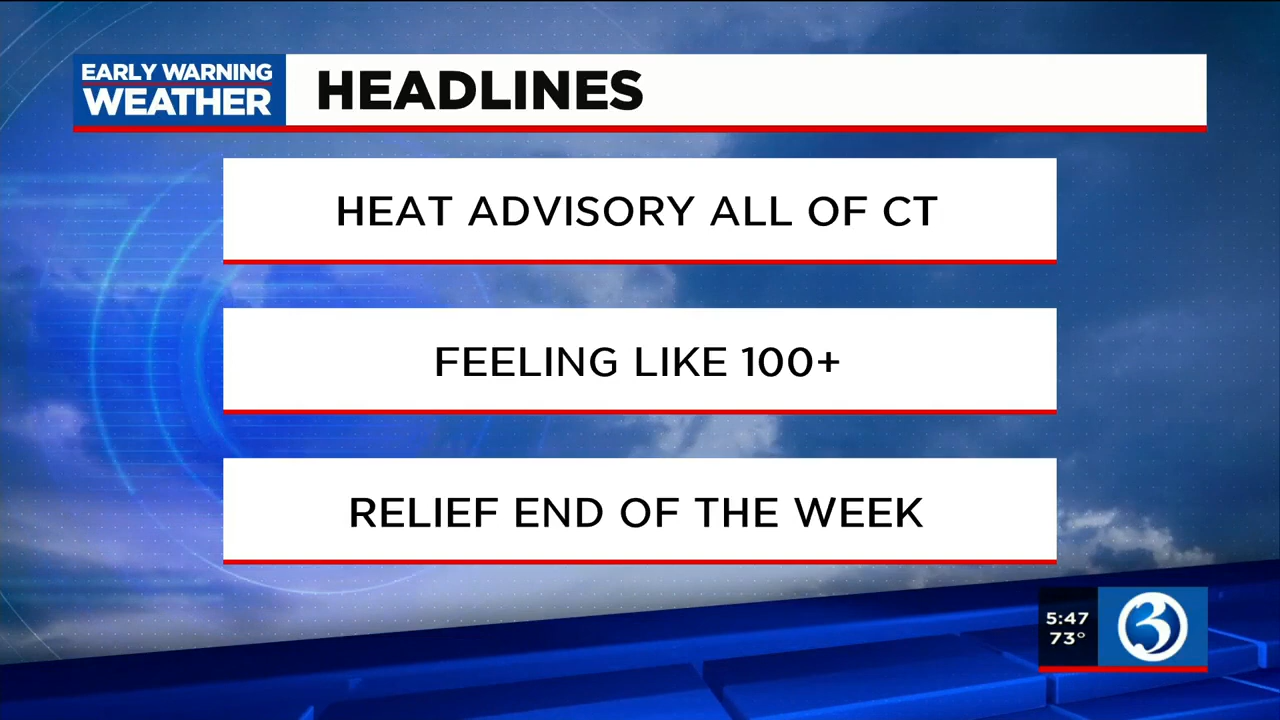 EARLY WARNING
WEATHER
HEADLINES
HEAT ADVISORY ALL OF CT
FEELING LIKE 100+
RELIEF END OF THE WEEK
5:47
73°
3